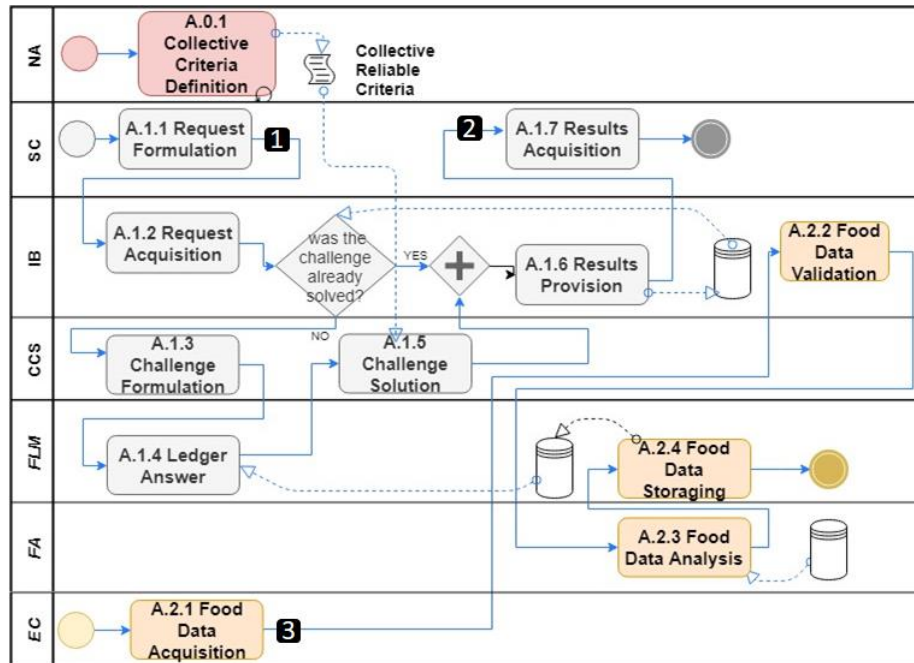 NA
A.0.1
Collective
Criteria
Definition
Collective
Reliable
Criteria
SC
A.1.1 Request
Formulation
1
2
A.1.7 Results
Acquisition
IB
A.1.2 Request
Acquisition
was the
challenge
already
solved?
YES
NO
A.1.6 Results
Provision
A.2.2 Food
Data
Validation
CCS
A.1.3
Challenge
Formulation
A.1.5
Challenge
Solution
FLM
A.1.4 Ledger
Answer
A.2.4 Food
Data
Storaging
FA
A.2.3 Food
Data Analysis
EC
A.2.1 Food
Data
Acquisition
3